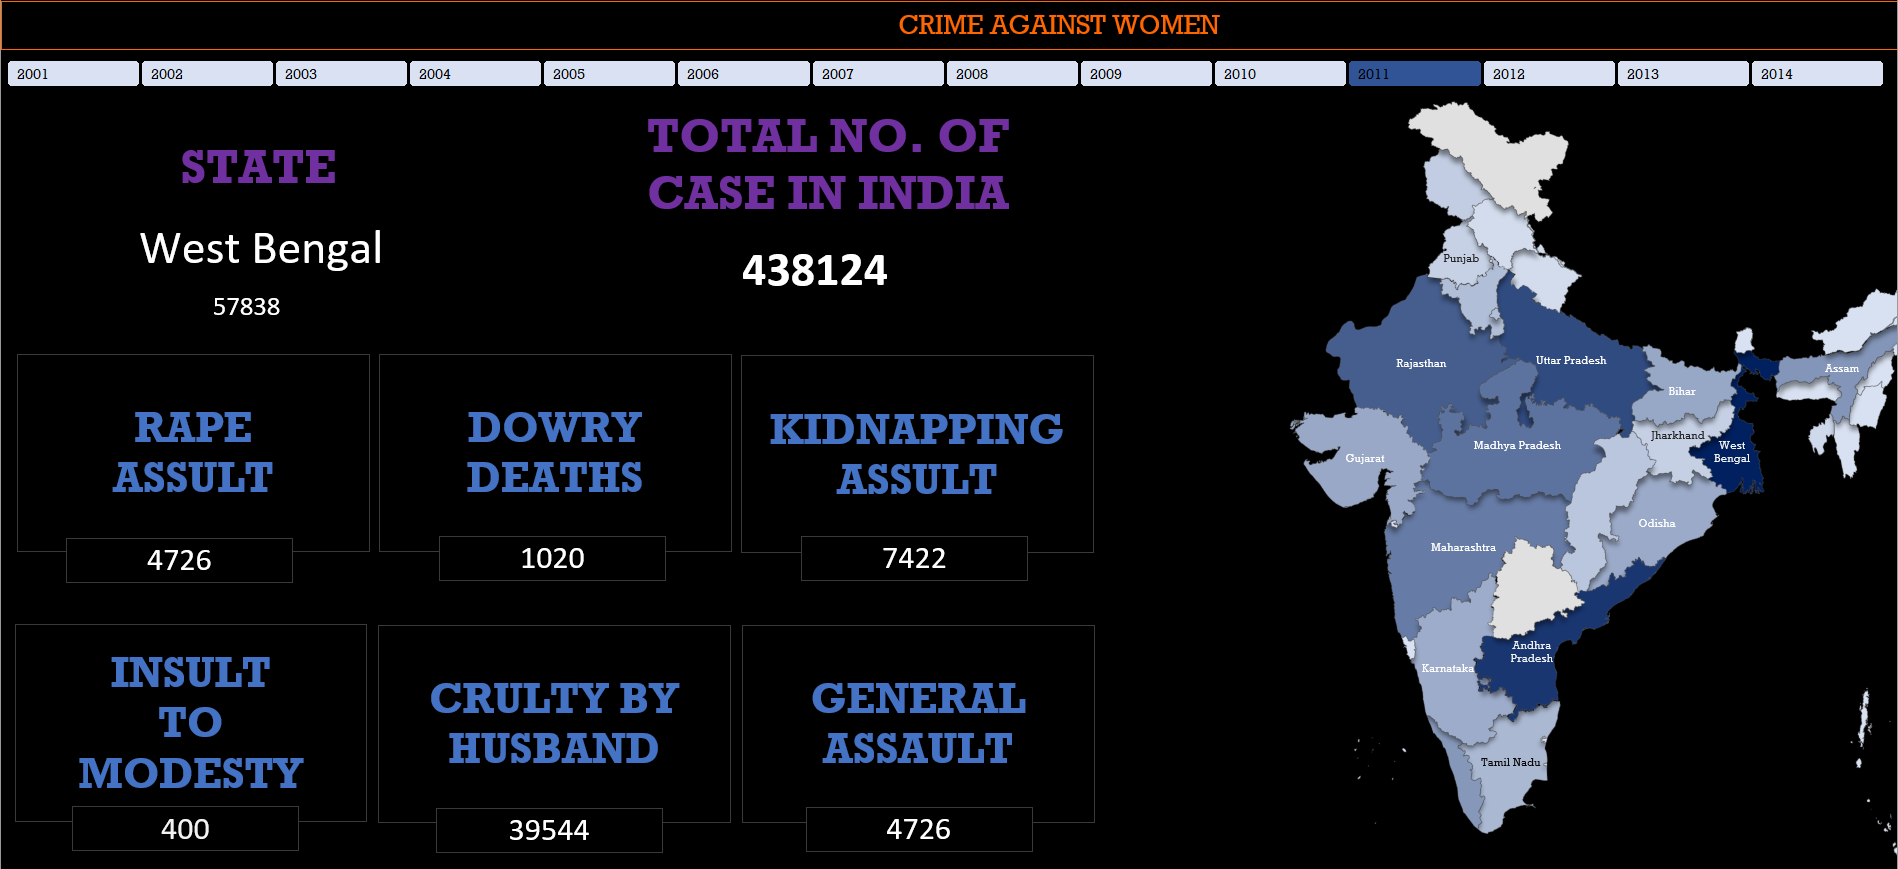 CRIME AGAINST WOMEN
2001 2002 2003 2004 2005 2006 2007 2008 2009 2010 2011 2012 2013 2014
STATE
West Bengal
57838
TOTAL NO. OF
CASE IN INDIA
438124
RAPE
ASSULT
4726
DOWRY
DEATHS
1020
KIDNAPPING
ASSULT
7422
INSULT
TO
MODESTY
400
CRULTY BY
HUSBAND
39544
GENERAL
ASSAULT
4726
Punjab
Rajasthan
Uttar Pradesh
Bihar
Assam
Jharkhand
West
Bengal
Madhya Pradesh
Gujarat
Odisha
Maharashtra
Andhra
Pradesh
Karnataka
Tamil Nadu